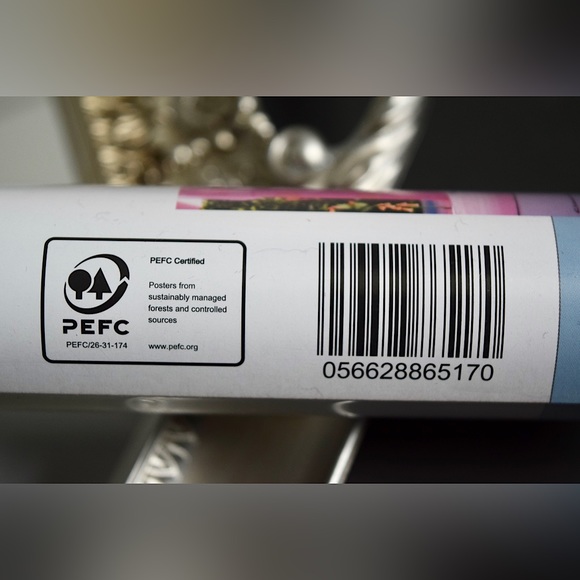 PEFC Certified
Posters from
sustainably managed
forests and controlled
sources
PEFC
PEFC/26-31-174
www.pefc.org
056628865170